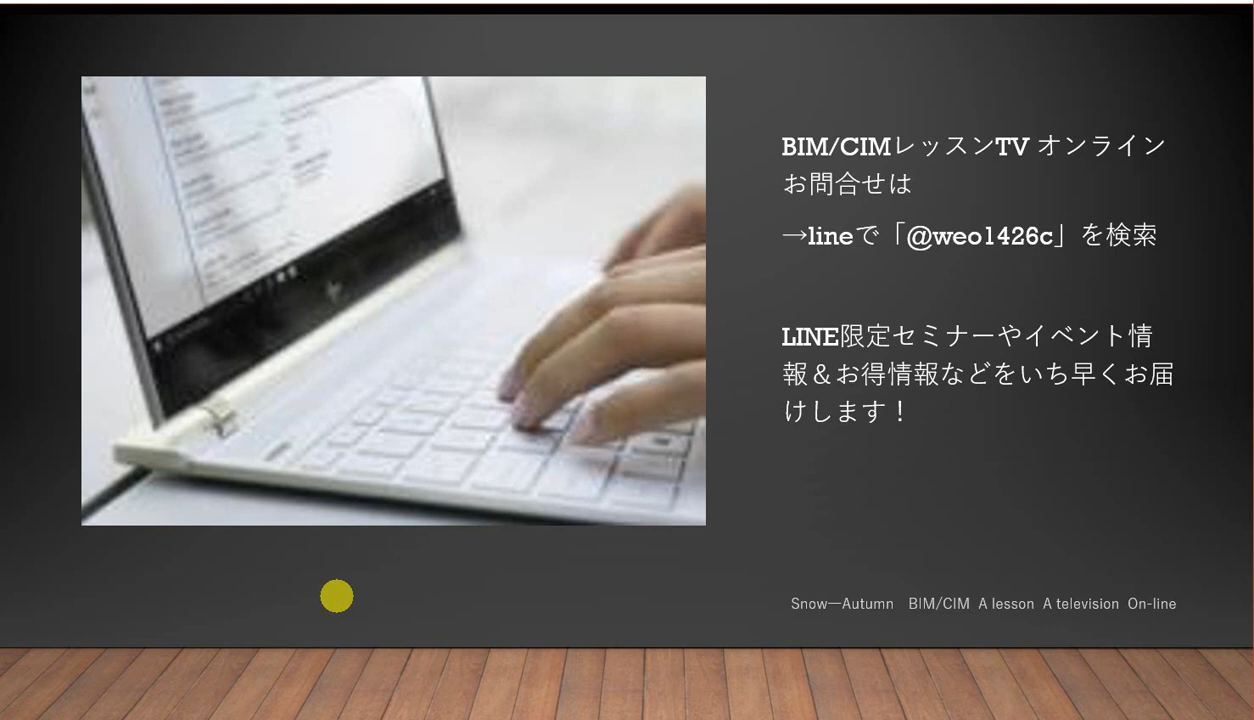 BIM/CIMレッスンTV オンライン
お問合せは
→lineで「@weo1426c」を検索
LINE限定セミナーやイベント情
報＆お得情報などをいち早くお届
けします！
Snow―Autumn　BIM/CIM A lesson A television On-line